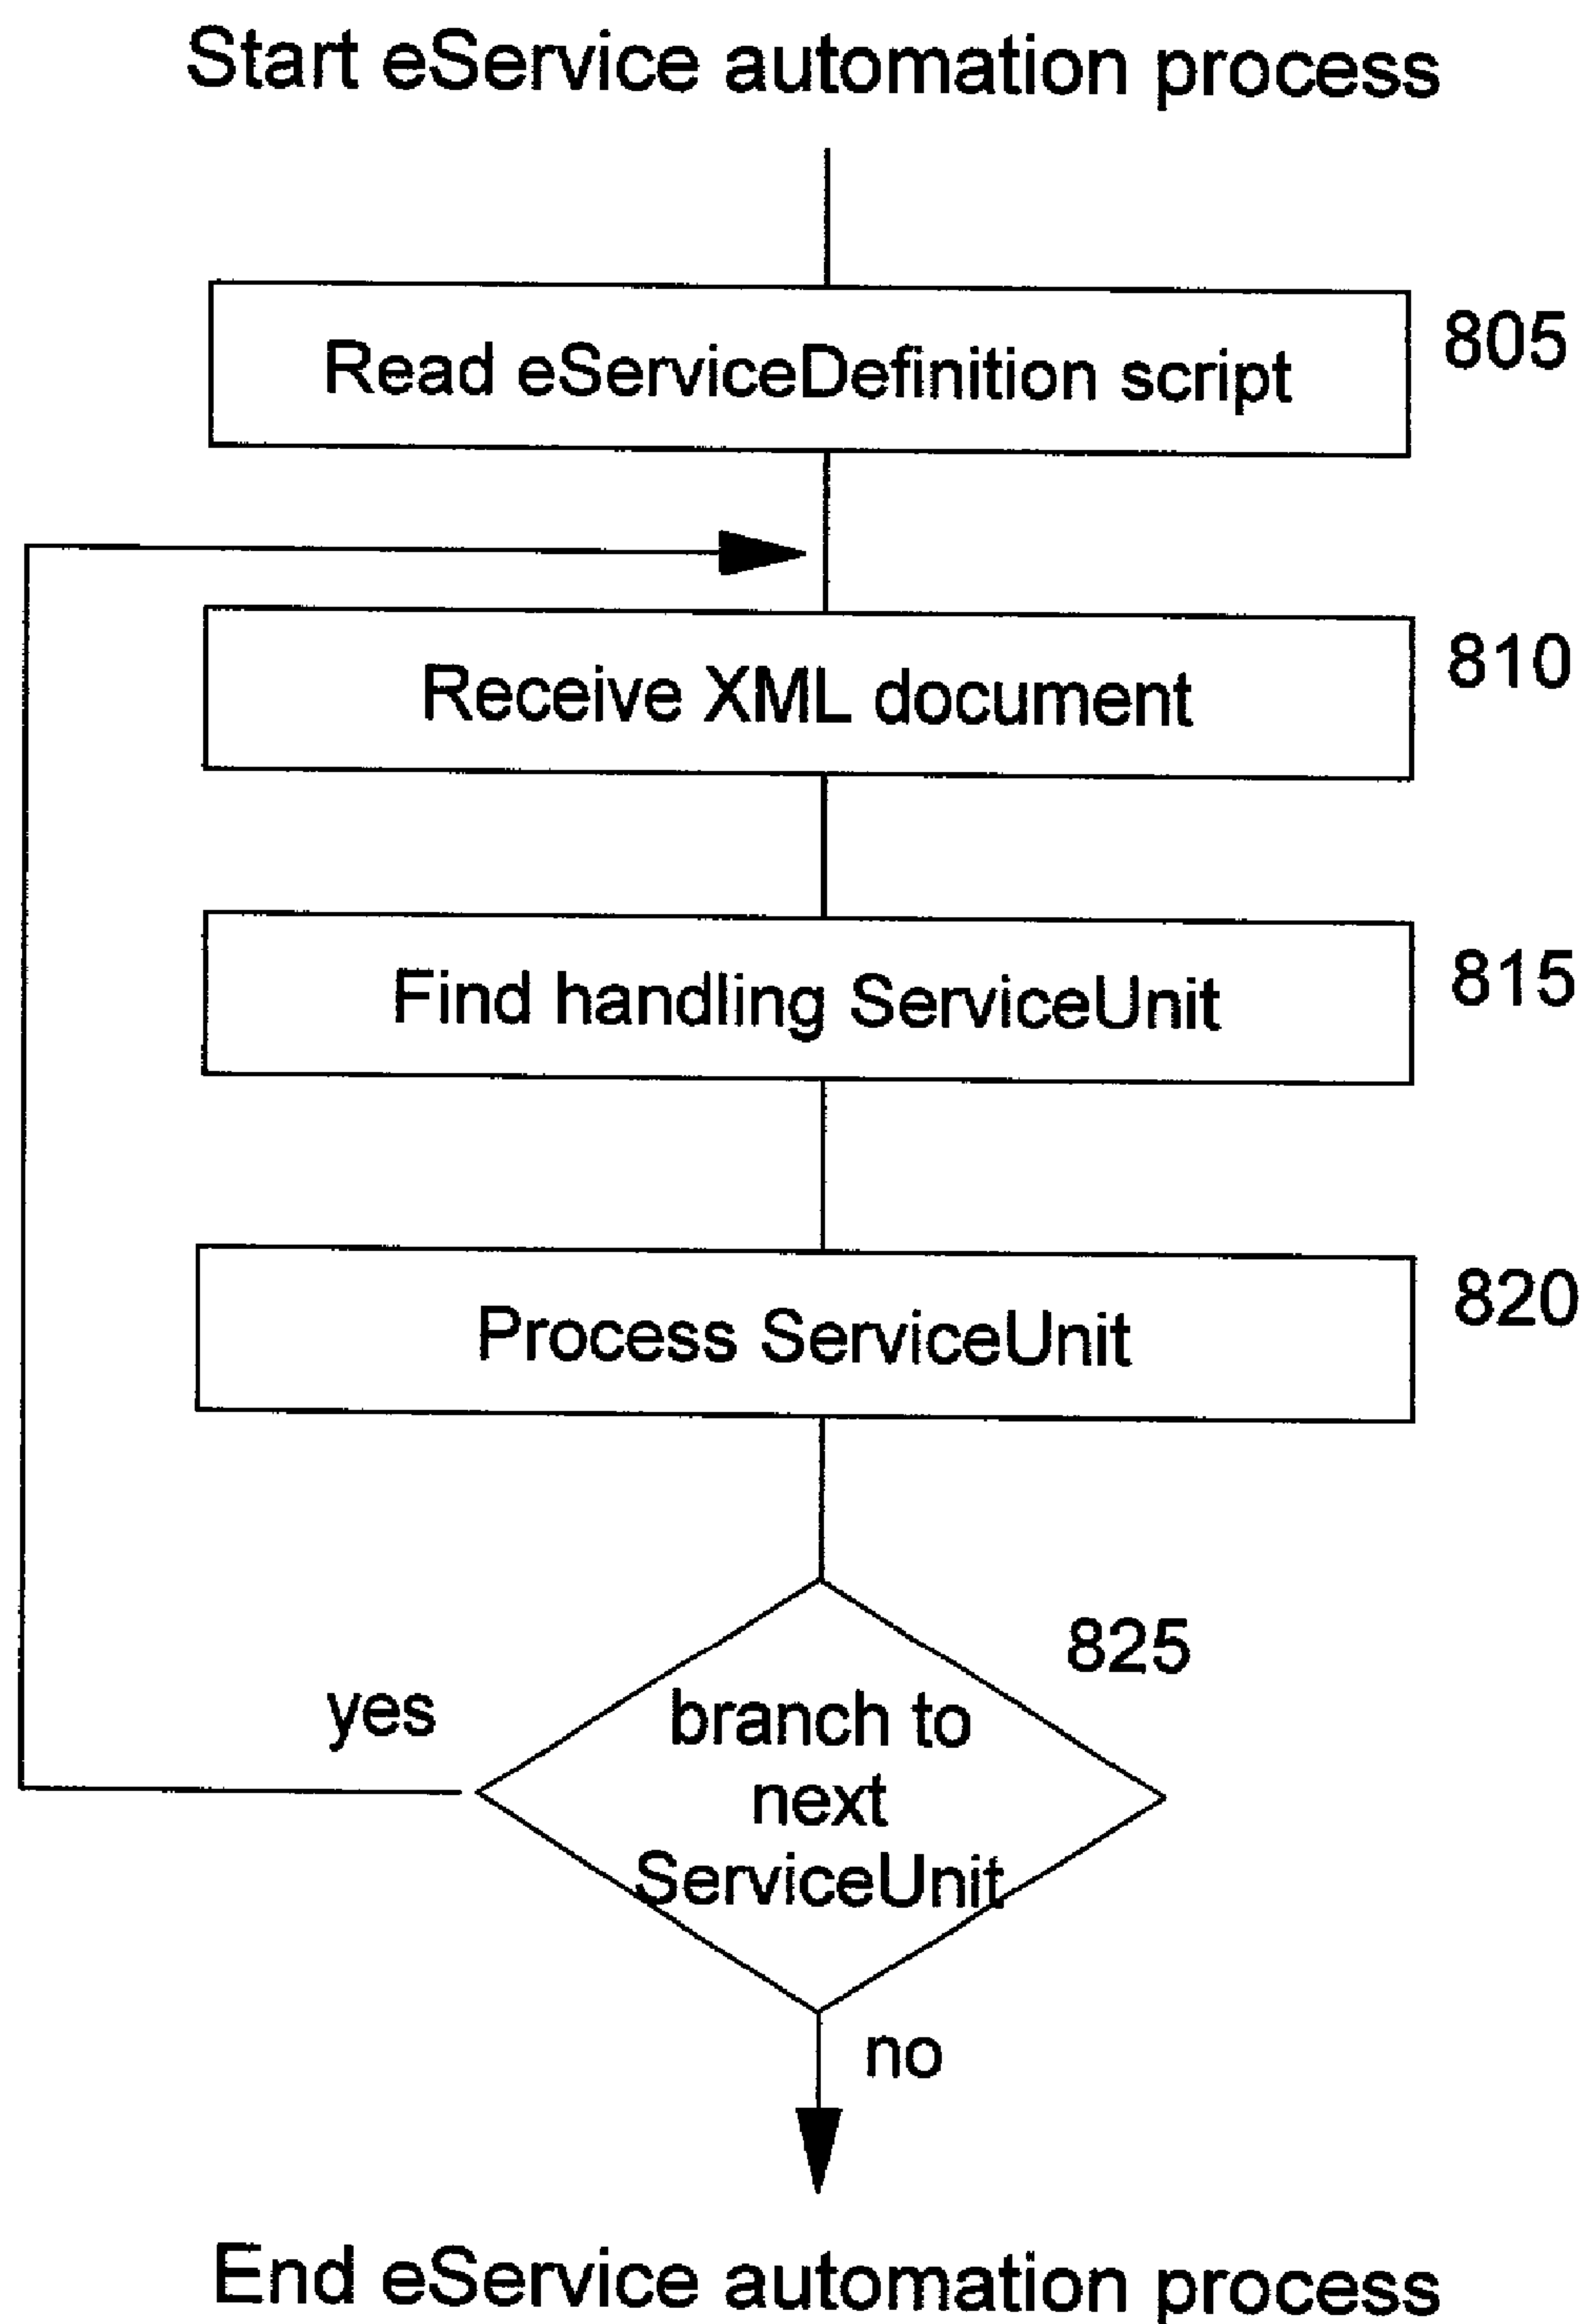 Start eService automation process
Read eServiceDefinition script
805
Receive XML document
810
Find handling ServiceUnit
815
Process ServiceUnit
820
825
yes
branch to
next
ServiceUnit
no
End eService automation process